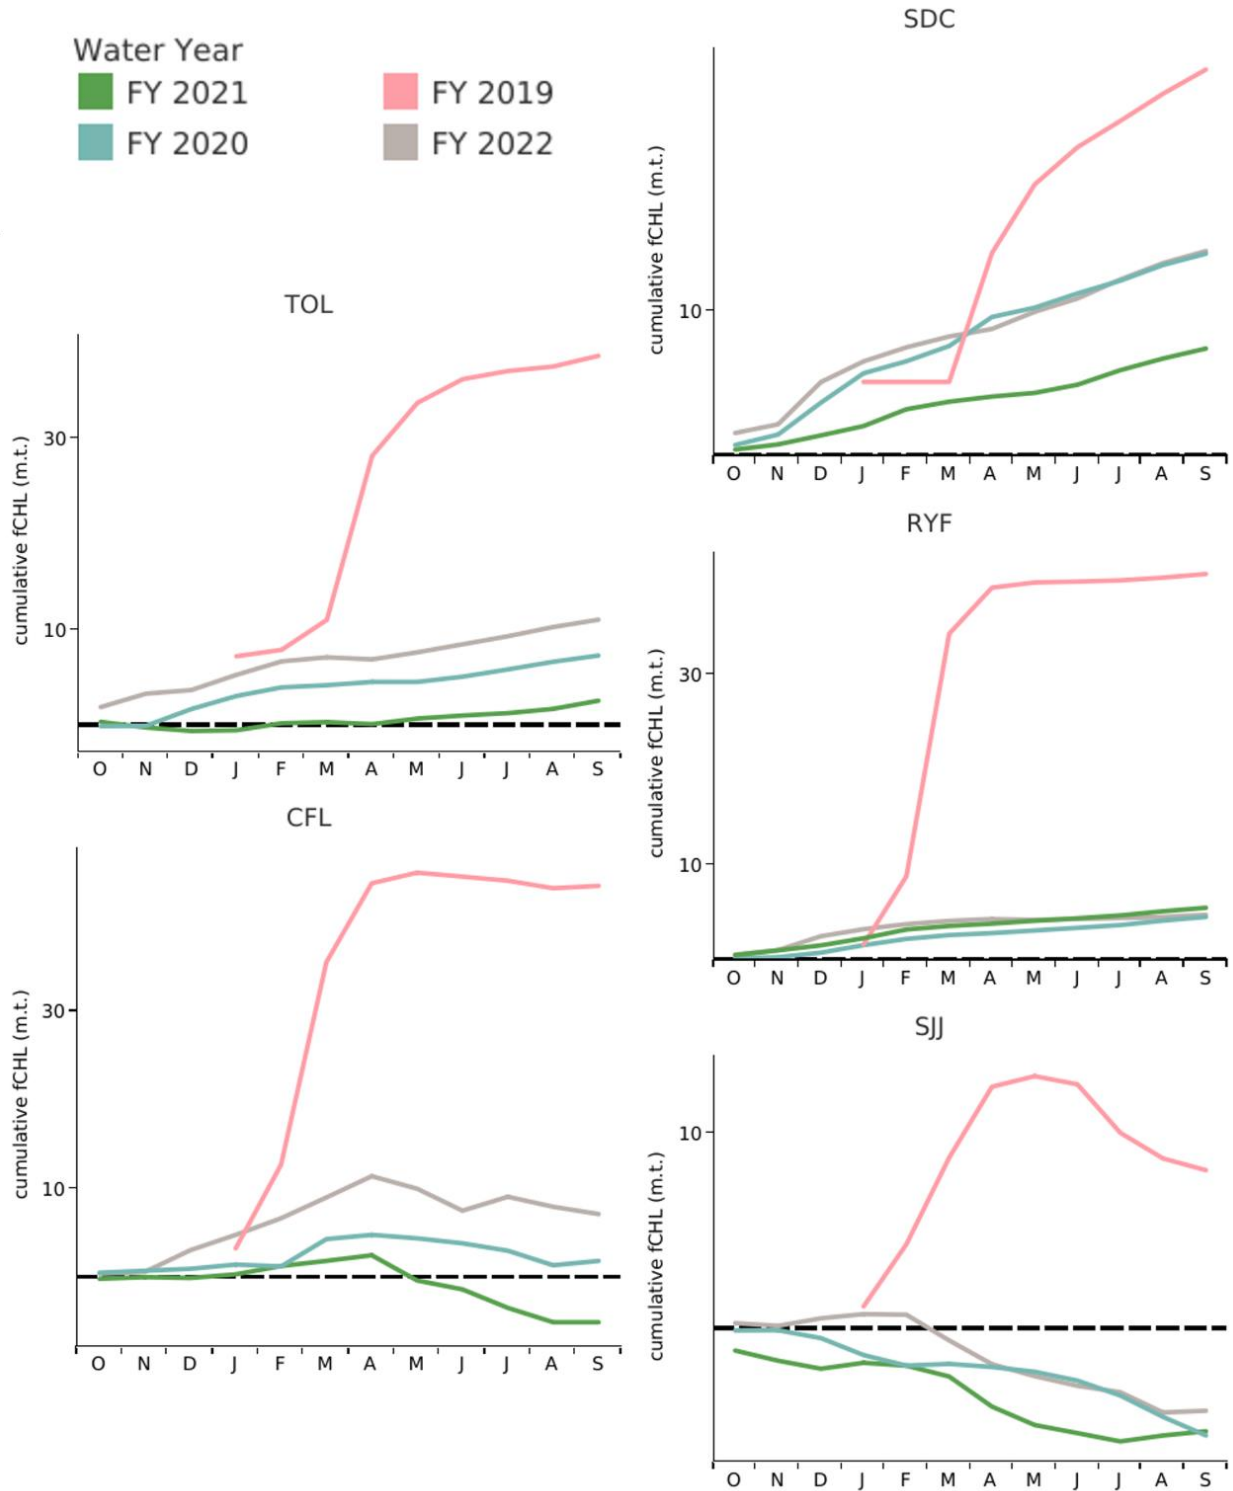 Water Year
FY 2021
FY 2019
FY 2020
FY 2022
SDC
cumulative fCHL (m.t.)
10
O N D J F M A M J J A S
TOL
cumulative fCHL (m.t.)
30
10
O N D J F M A M J J A S
RYF
cumulative fCHL (m.t.)
30
10
O N D J F M A M J J A S
CFL
cumulative fCHL (m.t.)
30
10
O N D J F M A M J J A S
SJJ
cumulative fCHL (m.t.)
10
O N D J F M A M J J A S